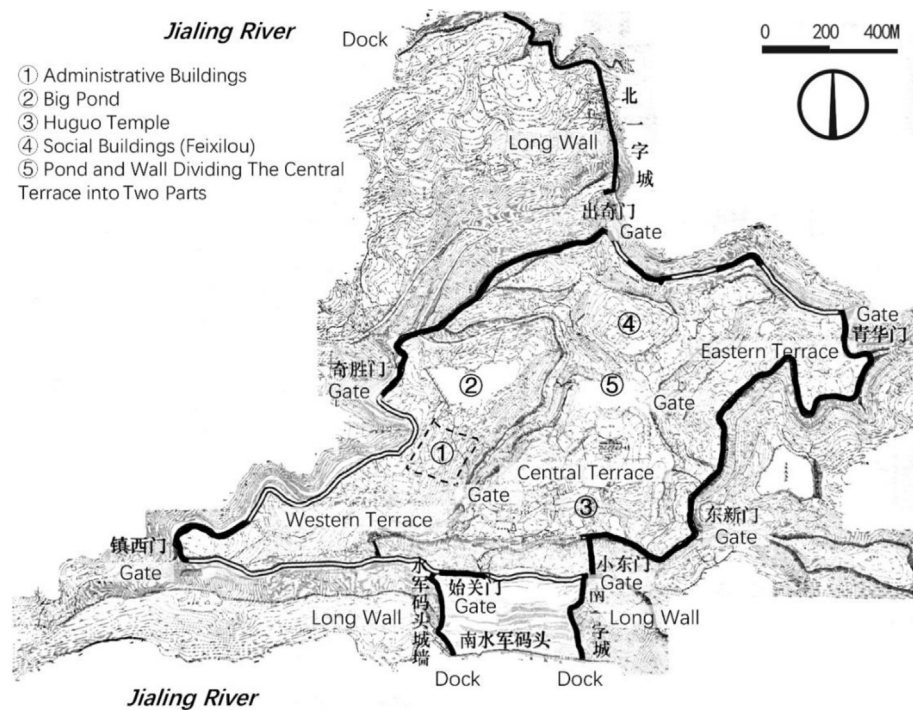 Jialing River
Dock
0 200 400M
① Administrative Buildings
② Big Pond
③ Huguo Temple
④ Social Buildings (Feixilou)
⑤ Pond and Wall Dividing The Central
Terrace into Two Parts
北一字城
Long Wall
出奇门
Gate
④
Gate
青华门
Eastern Terrace
奇胜门
Gate
②
⑤
Gate
①
Central Terrace
Gate
③
Western Terrace
东新门
Gate
镇西门
Gate
小东门
Gate
始关门
Gate
水军码头城墙
Long Wall
Long Wall
字城
南水军码头
Dock
Dock
Jialing River